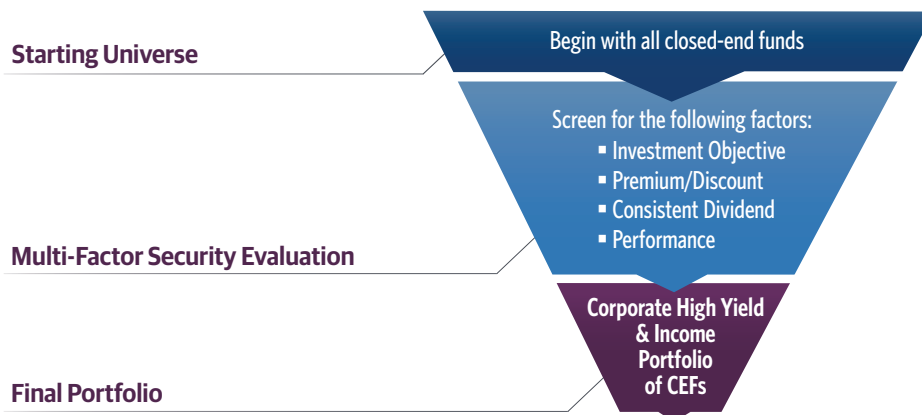 Starting Universe
Begin with all closed-end funds
Screen for the following factors:
▪ Investment Objective
▪ Premium/Discount
▪ Consistent Dividend
▪ Performance
Multi-Factor Security Evaluation
Corporate High Yield
& Income
Portfolio
of CEFs
Final Portfolio